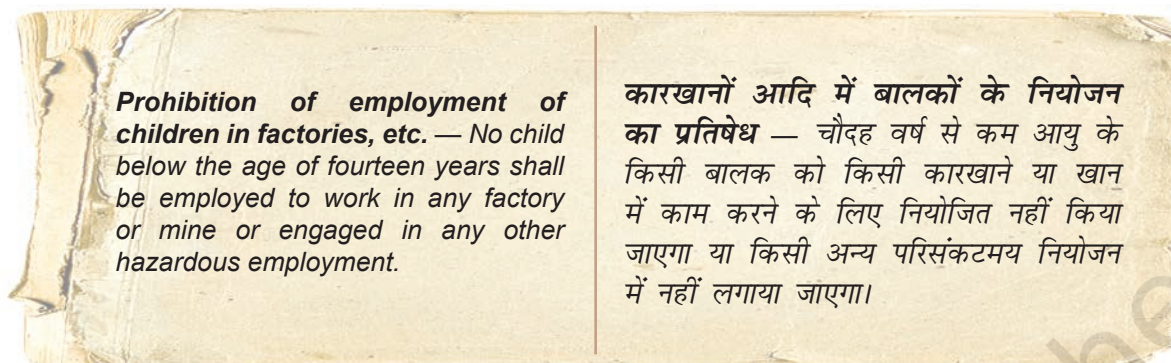 Prohibition of employment of
children in factories, etc. — No child
below the age of fourteen years shall
be employed to work in any factory
or mine or engaged in any other
hazardous employment.
कारखानों आदि में बालकों के नियोजन
का प्रतिषेध — चौदह वर्ष से कम आयु के
किसी बालक को किसी कारखाने या खान
में काम करने के लिए नियोजित नहीं किया
जाएगा या किसी अन्य परिसंकटमय नियोजन
में नहीं लगाया जाएगा।